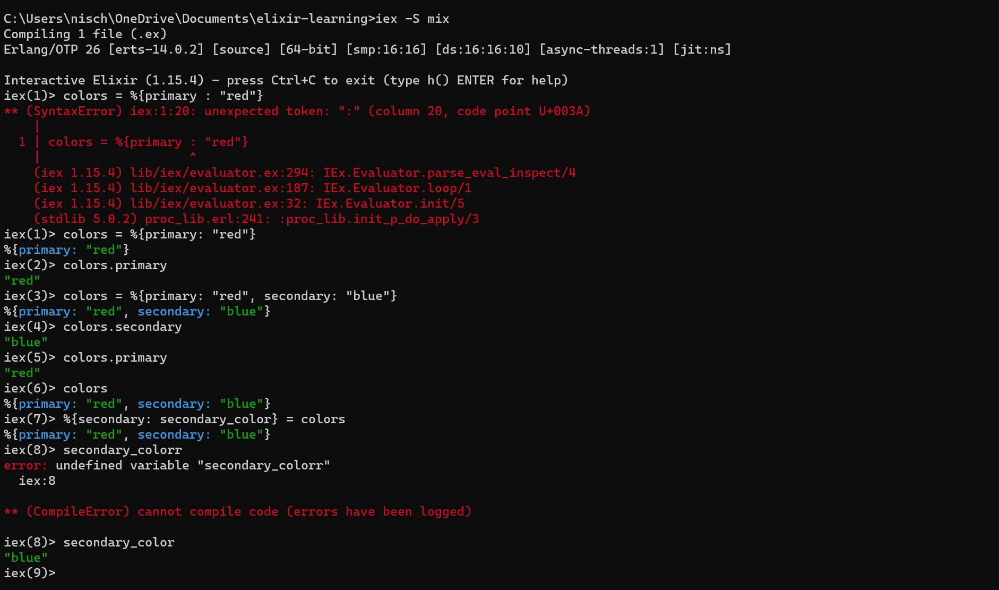 C:\Users\nisch\OneDrive\Documents\elixir-learning>iex -S mix
Compiling 1 file (.ex)
Erlang/OTP 26 [erts-14.0.2] [source] [64-bit] [smp:16:16] [ds:16:16:10] [async-threads:1] [jit:ns]

Interactive Elixir (1.15.4) - press Ctrl+C to exit (type h() ENTER for help)
iex(1)> colors = %{primary : "red"}
** (SyntaxError) iex:1:20: unexpected token: ":" (column 20, code point U+003A)
    |
  1 | colors = %{primary : "red"}
    |                    ^
    (iex 1.15.4) lib/iex/evaluator.ex:294: IEx.Evaluator.parse_eval_inspect/4
    (iex 1.15.4) lib/iex/evaluator.ex:187: IEx.Evaluator.loop/1
    (iex 1.15.4) lib/iex/evaluator.ex:32: IEx.Evaluator.init/5
    (stdlib 5.0.2) proc_lib.erl:241: :proc_lib.init_p_do_apply/3
iex(1)> colors = %{primary: "red"}
%{primary: "red"}
iex(2)> colors.primary
"red"
iex(3)> colors = %{primary: "red", secondary: "blue"}
%{primary: "red", secondary: "blue"}
iex(4)> colors.secondary
"blue"
iex(5)> colors.primary
"red"
iex(6)> colors
%{primary: "red", secondary: "blue"}
iex(7)> %{secondary: secondary_color} = colors
%{primary: "red", secondary: "blue"}
iex(8)> secondary_colorr
error: undefined variable "secondary_colorr"
  iex:8

** (CompileError) cannot compile code (errors have been logged)

iex(8)> secondary_color
"blue"
iex(9)>